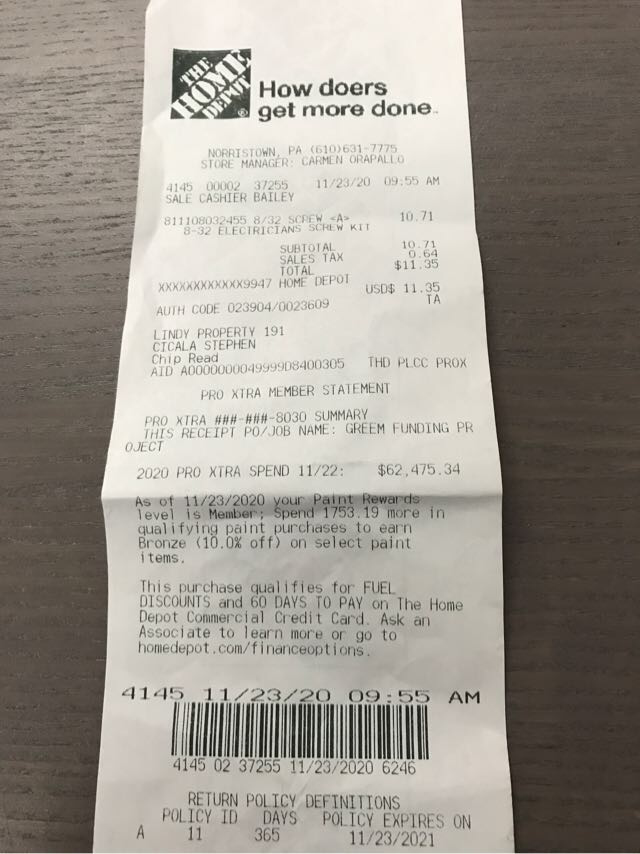 THE
HOME
DEPOT
®
How doers
get more done™
NORRISTOWN, PA (610)631-7775
STORE MANAGER: CARMEN ORAPALLO
4145 00002 37255 11/23/20 09:55 AM
SALE CASHIER BAILEY
811108032455 8/32 SCREW <A> 10.71
8-32 ELECTRICIANS SCREW KIT
SUBTOTAL 10.71
SALES TAX 0.64
TOTAL $11.35
XXXXXXXXXXXX9947 HOME DEPOT
USD$ 11.35
AUTH CODE 023904/0023609 TA
LINDY PROPERTY 191
CICALA STEPHEN
Chip Read
AID A0000000049999D8400305 THD PLCC PROX
PRO XTRA MEMBER STATEMENT
PRO XTRA ###-###-8030 SUMMARY
THIS RECEIPT PO/JOB NAME: GREEM FUNDING PR
OJECT
2020 PRO XTRA SPEND 11/22: $62,475.34
As of 11/23/2020 your Paint Rewards
level is Member; Spend 1753.19 more in
qualifying paint purchases to earn
Bronze (10.0% off) on select paint
items.
This purchase qualifies for FUEL
DISCOUNTS and 60 DAYS TO PAY on The Home
Depot Commercial Credit Card. Ask an
Associate to learn more or go to
homedepot.com/financeoptions.
4145 11/23/20 09:55 AM
4145 02 37255 11/23/2020 6246
RETURN POLICY DEFINITIONS
POLICY ID DAYS POLICY EXPIRES ON
A 11 365 11/23/2021